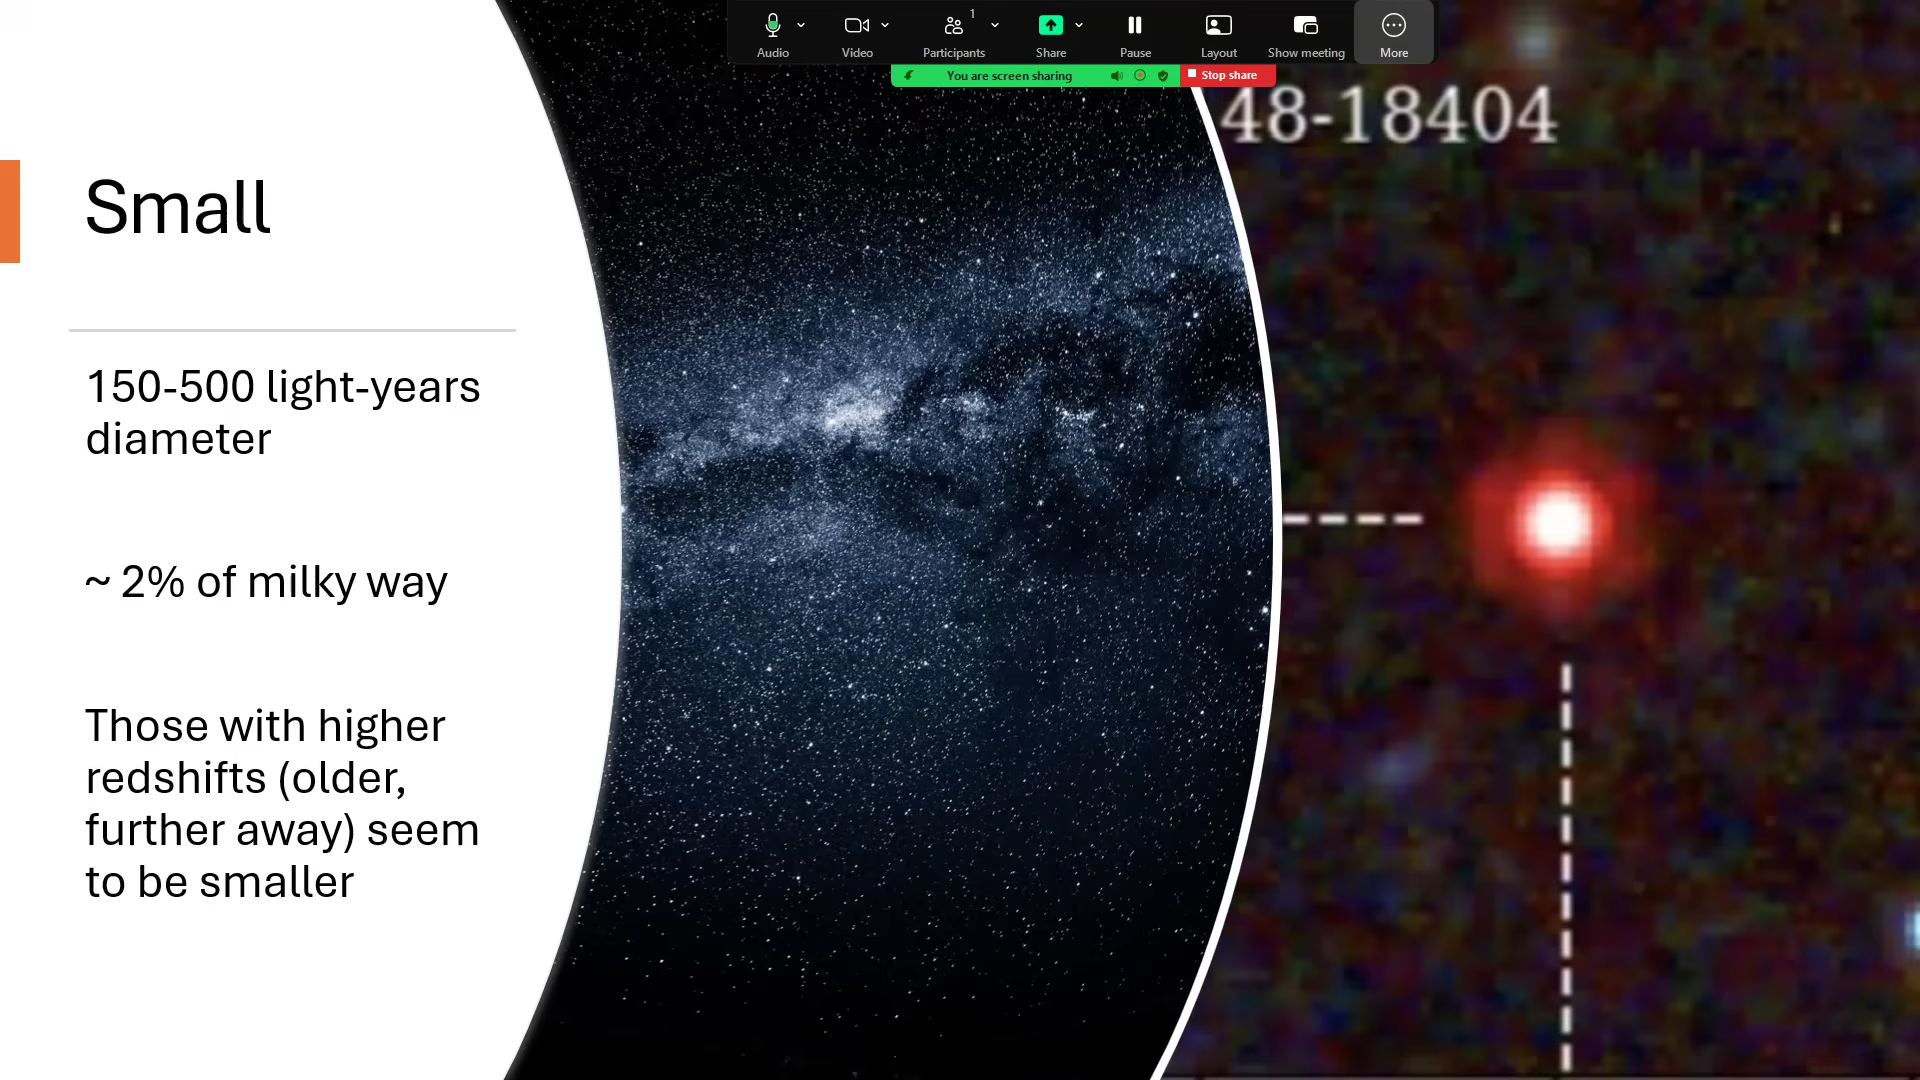 1
Audio
Video
Participants
Share
Pause
Layout
Show meeting
More
You are screen sharing
Stop share
48-18404
Small
150-500 light-years
diameter
~ 2% of milky way
Those with higher
redshifts (older,
further away) seem
to be smaller